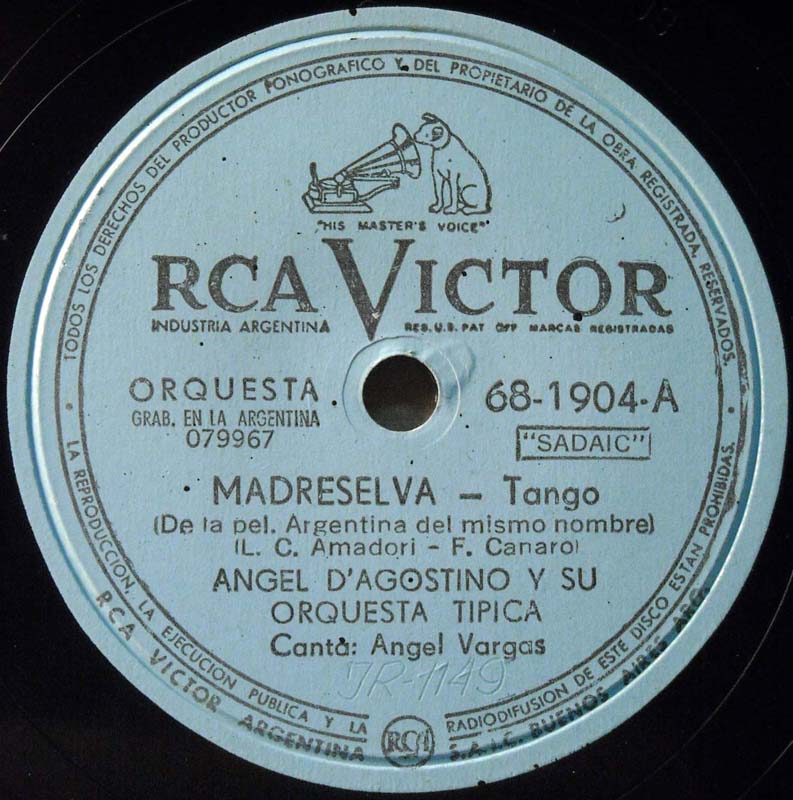 TODOS LOS DERECHOS DEL PRODUCTOR FONOGRAFICO Y DEL PROPIETARIO DE LA OBRA REGISTRADA, RESERVADOS.
"HIS MASTER'S VOICE"
RCA VICTOR
INDUSTRIA ARGENTINA
REG. U.S. PAT OFF MARCAS REGISTRADAS
ORQUESTA
68-1904-A
GRAB. EN LA ARGENTINA
079967
"SADAIC"
MADRESELVA - Tango
(De la pel. Argentina del mismo nombre)
(L. C. Amadori - F. Canaro)
ANGEL D'AGOSTINO Y SU
ORQUESTA TIPICA
Canta: Angel Vargas
JR-1149
LA REPRODUCCION, LA EJECUCION PUBLICA Y LA RADIODIFUSION DE ESTE DISCO ESTAN PROHIBIDAS.
RCA VICTOR ARGENTINA RCA S.A.I.C. BUENOS AIRES ARG.